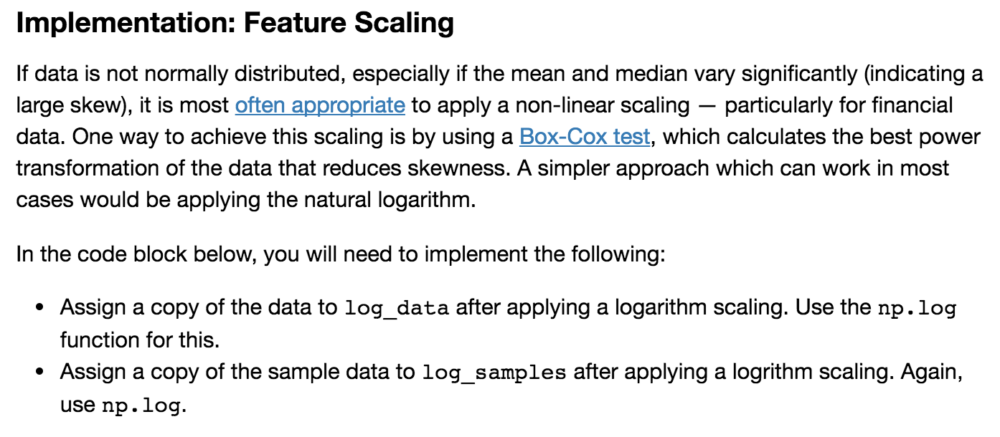 Implementation: Feature Scaling
If data is not normally distributed, especially if the mean and median vary significantly (indicating a
large skew), it is most often appropriate to apply a non-linear scaling — particularly for financial
data. One way to achieve this scaling is by using a Box-Cox test, which calculates the best power
transformation of the data that reduces skewness. A simpler approach which can work in most
cases would be applying the natural logarithm.
In the code block below, you will need to implement the following:
• Assign a copy of the data to log_data after applying a logarithm scaling. Use the np.log
function for this.
• Assign a copy of the sample data to log_samples after applying a logrithm scaling. Again,
use np.log.